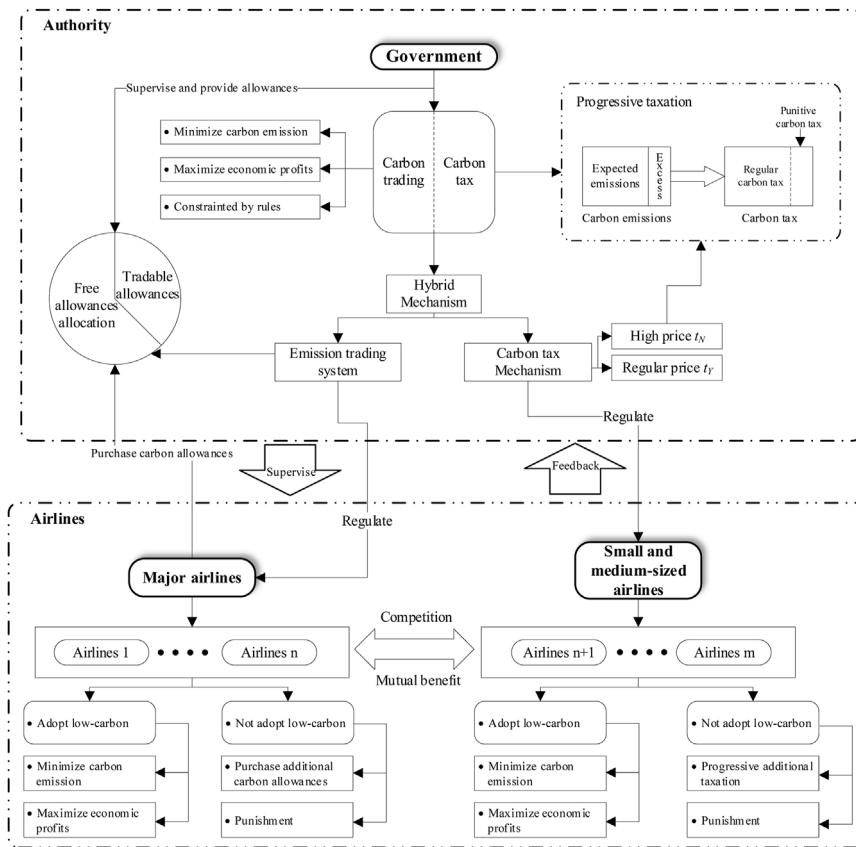 Authority
Government
Supervise and provide allowances
• Minimize carbon emission
• Maximize economic profits
• Constrainted by rules
Carbon
trading
Carbon
tax
Progressive taxation
Punitive
carbon tax
Expected
emissions
Excess
Regular
carbon tax
Carbon emissions
Carbon tax
Free
allowances
allocation
Tradable
allowances
Hybrid
Mechanism
Emission trading
system
Carbon tax
Mechanism
High price tN
Regular price tY
Regulate
Purchase carbon allowances
Supervise
Feedback
Airlines
Regulate
Major airlines
Small and
medium-sized
airlines
Airlines 1
• • • •
Airlines n
Competition
Mutual benefit
Airlines n+1
• • • •
Airlines m
• Adopt low-carbon
• Not adopt low-carbon
• Adopt low-carbon
• Not adopt low-carbon
• Minimize carbon
emission
• Purchase additional
carbon allowances
• Minimize carbon
emission
• Progressive additional
taxation
• Maximize economic
profits
• Punishment
• Maximize economic
profits
• Punishment